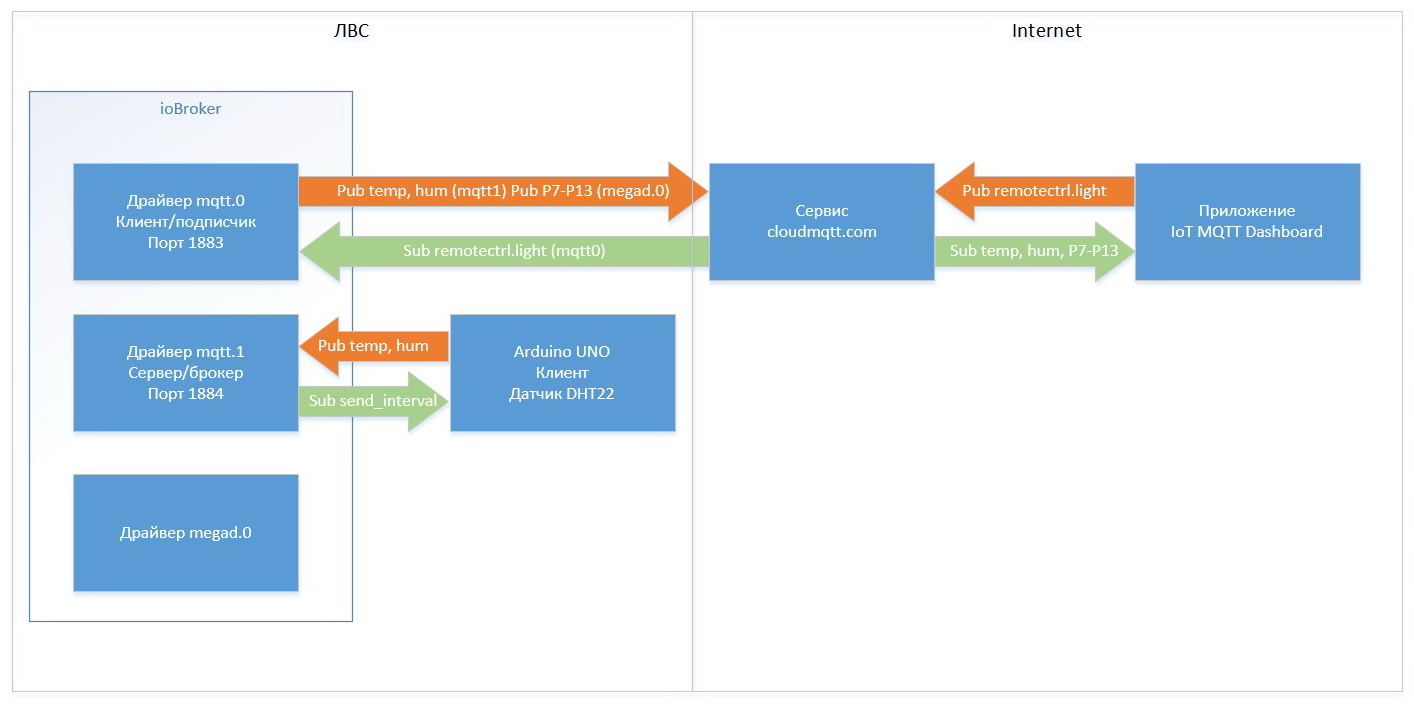 ЛВС
Internet
ioBroker
Драйвер mqtt.0
Клиент/подписчик
Порт 1883
Pub temp, hum (mqtt1) Pub P7-P13 (megad.0)
Sub remotectrl.light (mqtt0)
Сервис
cloudmqtt.com
Pub remotectrl.light
Sub temp, hum, P7-P13
Приложение
IoT MQTT Dashboard
Драйвер mqtt.1
Сервер/брокер
Порт 1884
Pub temp, hum
Sub send_interval
Arduino UNO
Клиент
Датчик DHT22
Драйвер megad.0